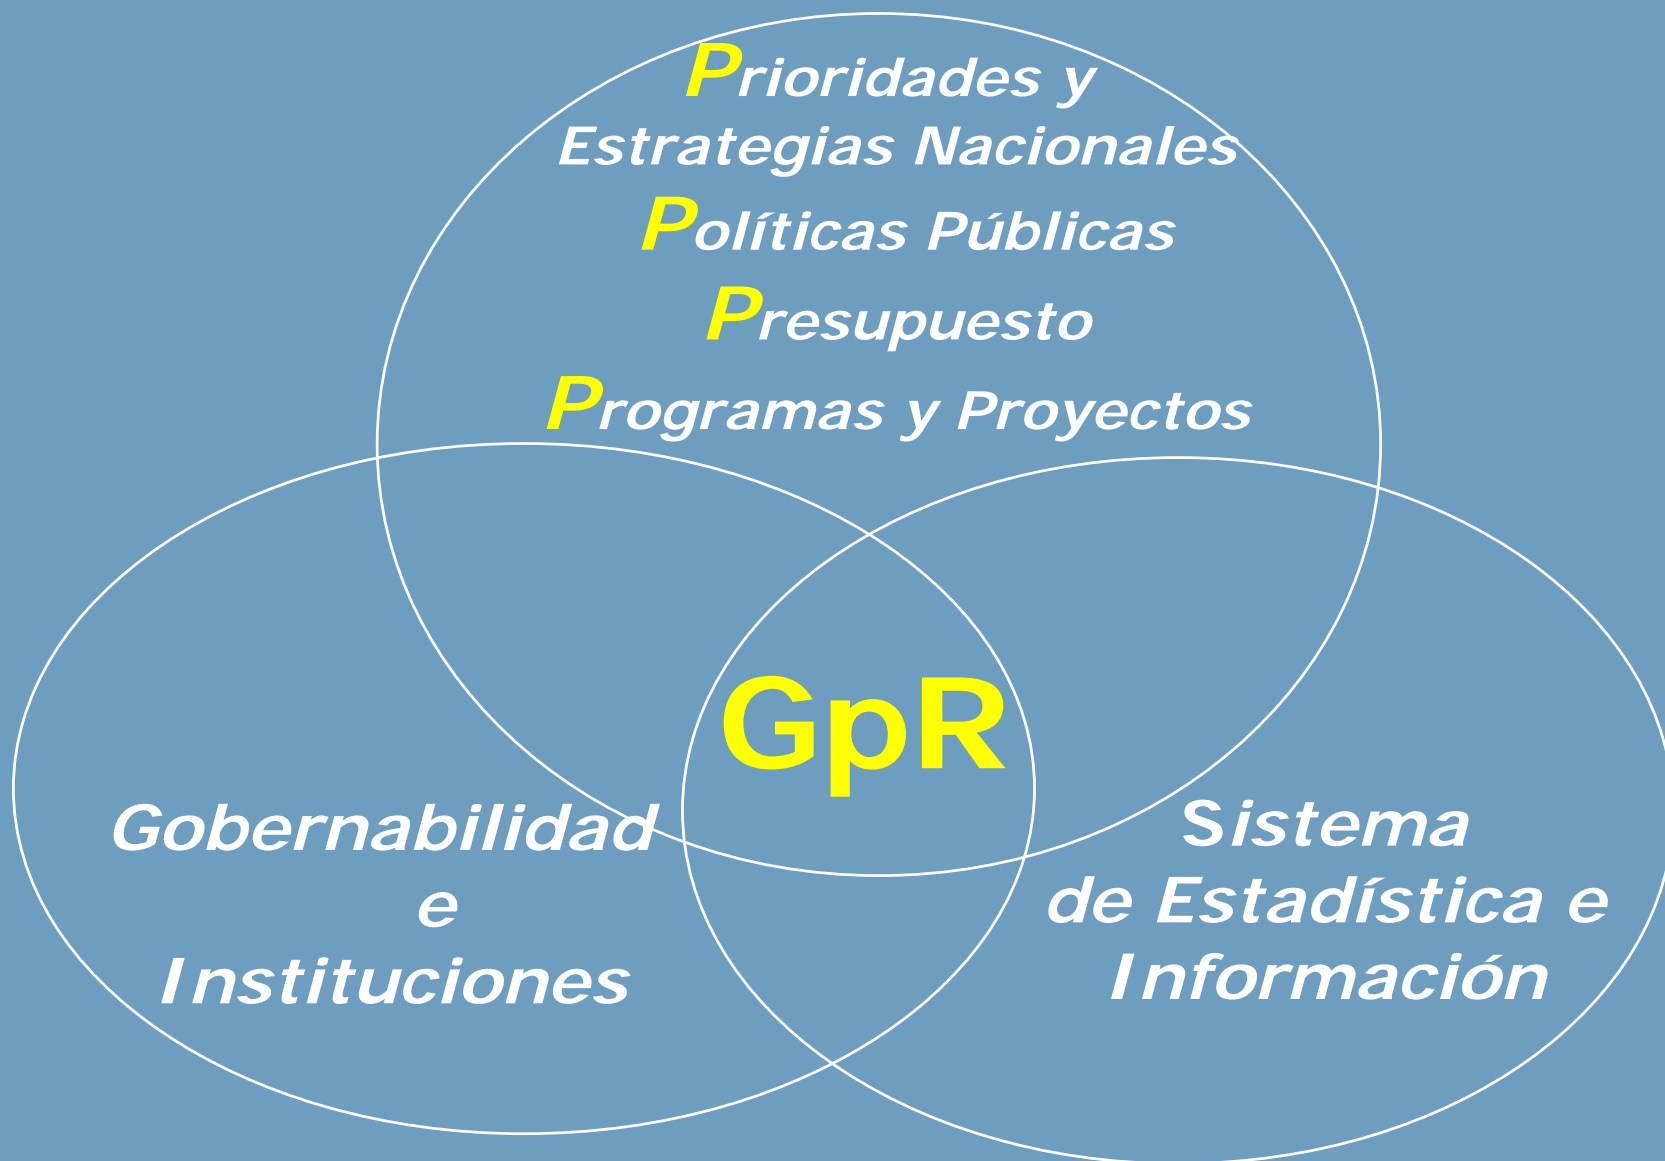 Prioridades y
Estrategias Nacionales
Políticas Públicas
Presupuesto
Programas y Proyectos
GpR
Gobernabilidad
e
Instituciones
Sistema
de Estadística e
Información